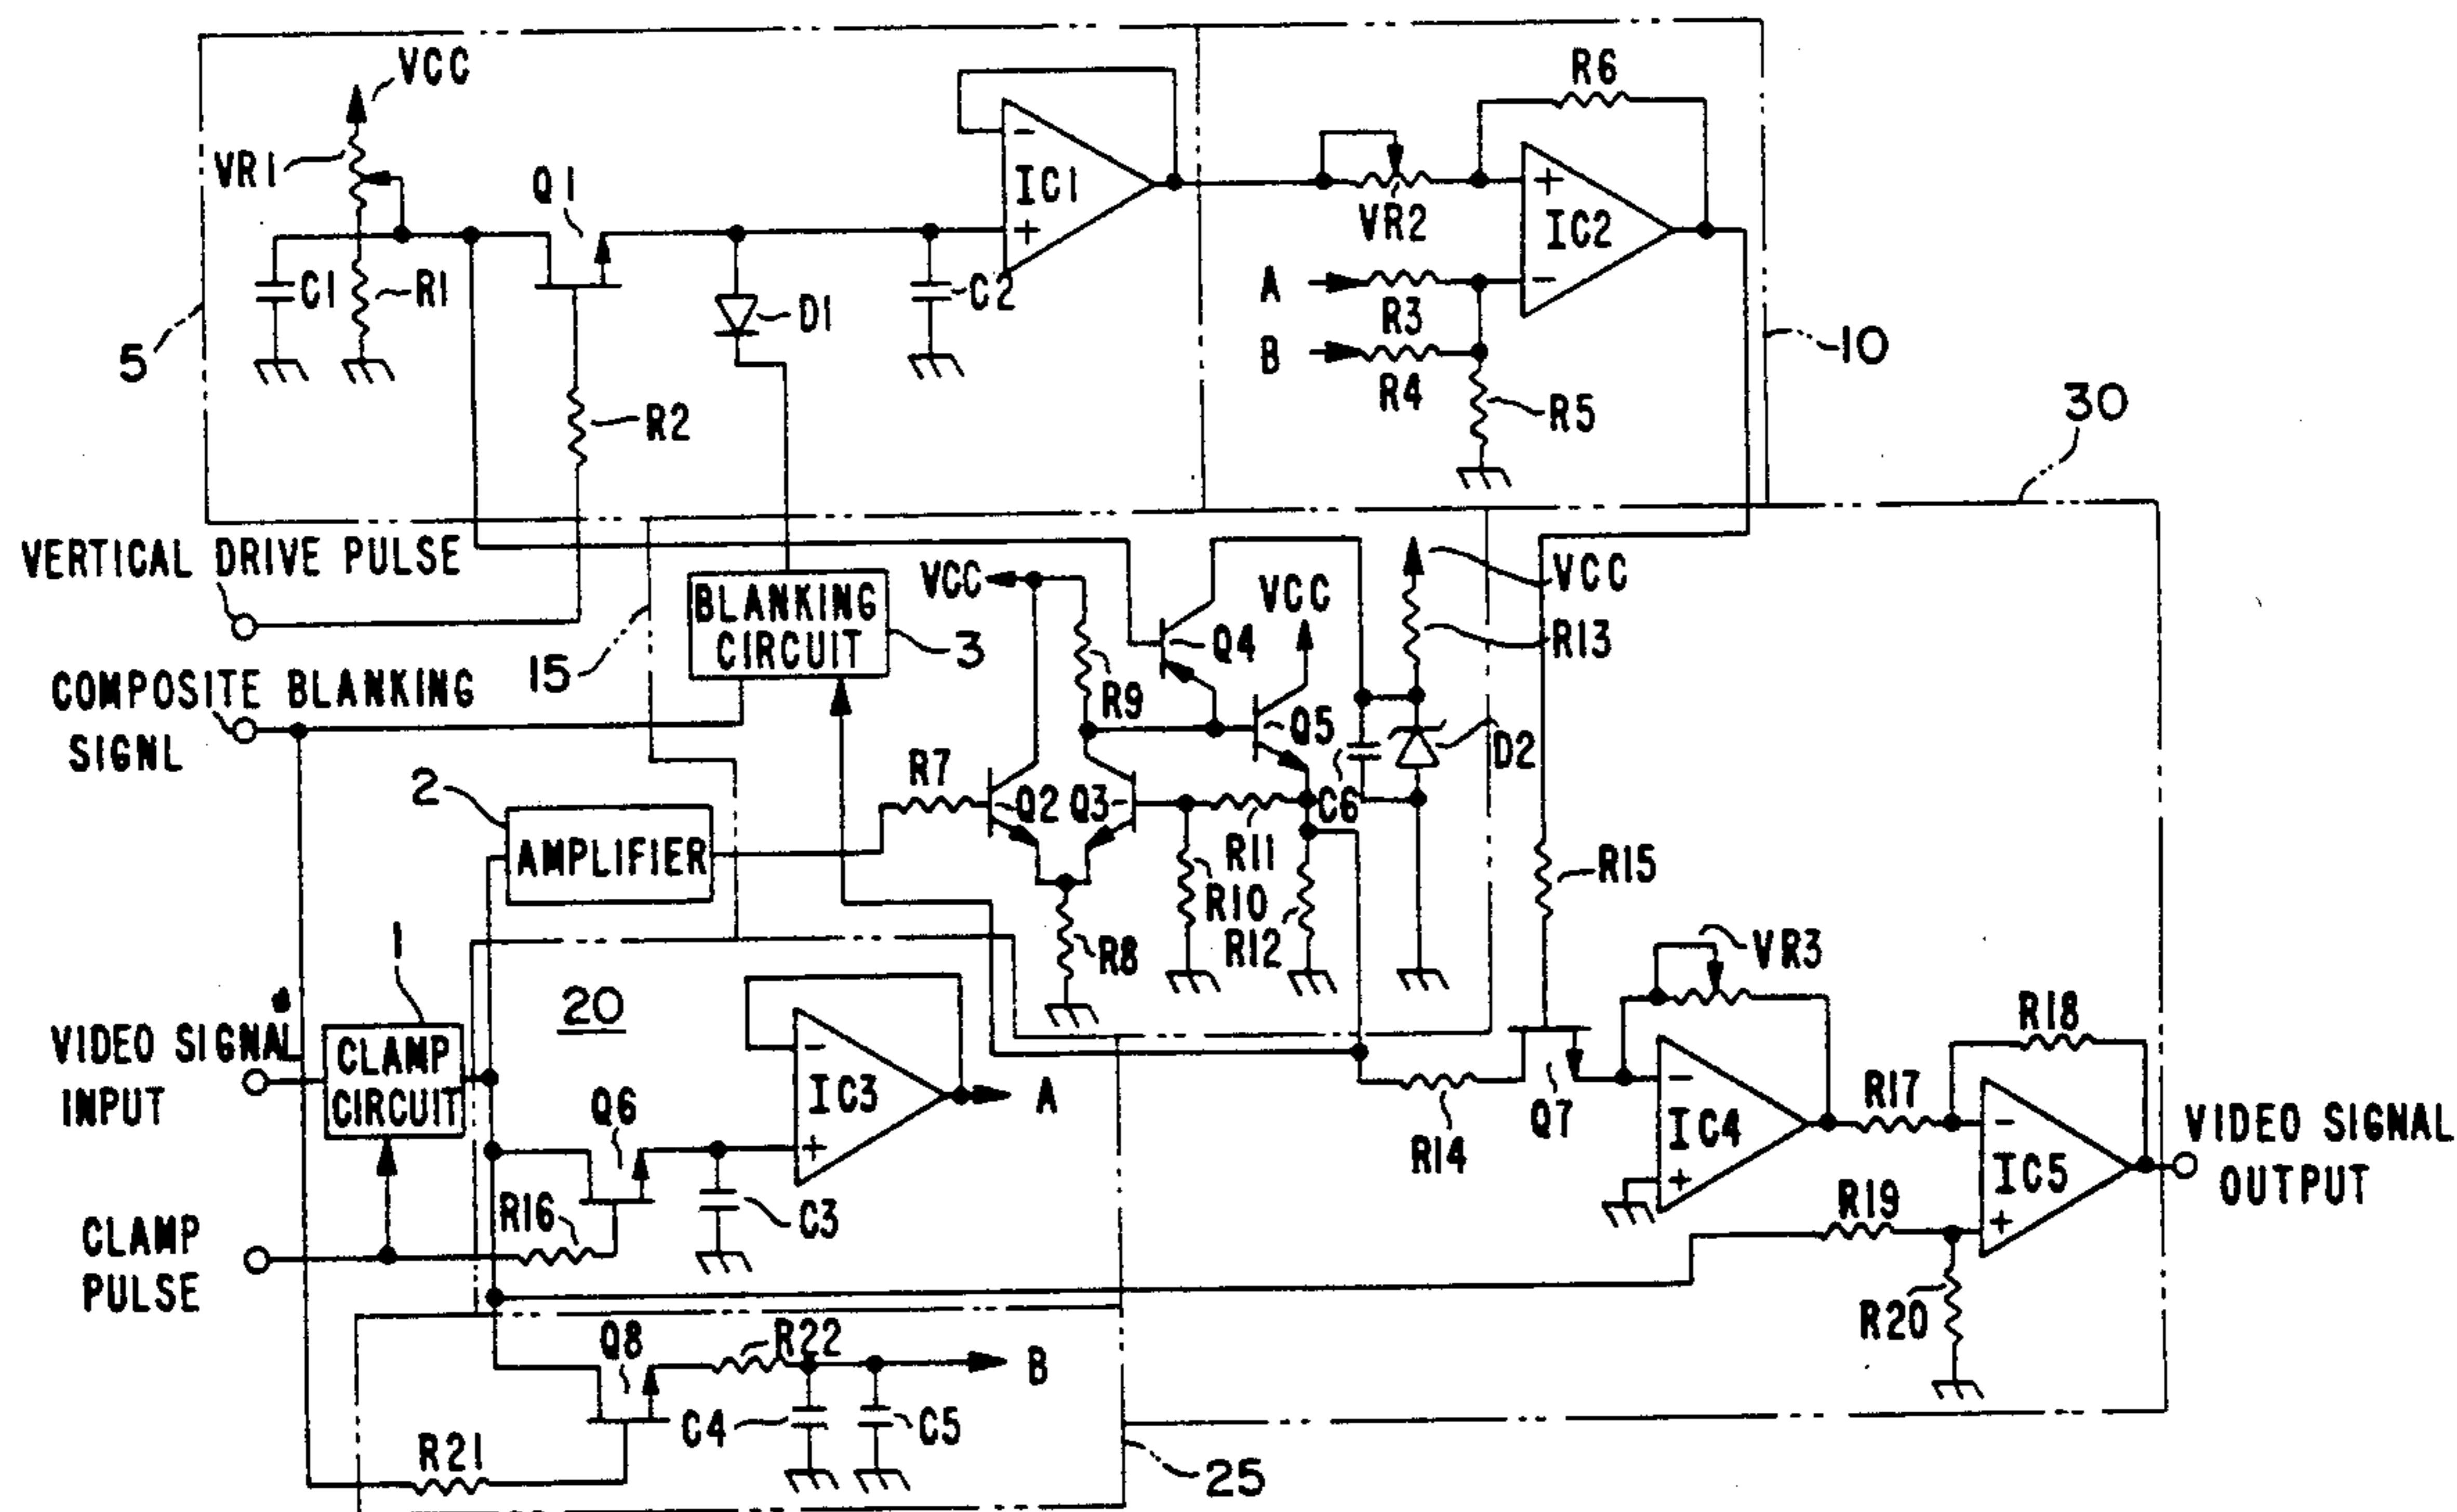 VCC
VR1
Q1
C1
R1
5
R2
D1
C2
-
IC1
+
VR2
R6
+
IC2
-
A
R3
B
R4
R5
10
30
VERTICAL DRIVE PULSE
15
BLANKING
CIRCUIT
3
VCC
R9
Q4
VCC
Q5
VCC
R13
D2
COMPOSITE BLANKING
SIGNL
2
AMPLIFIER
R7
Q2
Q3
R11
C6
R10
R12
R8
R15
1
VIDEO SIGNAL
INPUT
CLAMP
CIRCUIT
20
-
IC3
+
A
Q6
R16
C3
CLAMP
PULSE
R14
Q7
VR3
-
IC4
+
R17
R18
-
IC5
+
R19
R20
VIDEO SIGNAL
OUTPUT
Q8
R22
B
C4
C5
R21
25